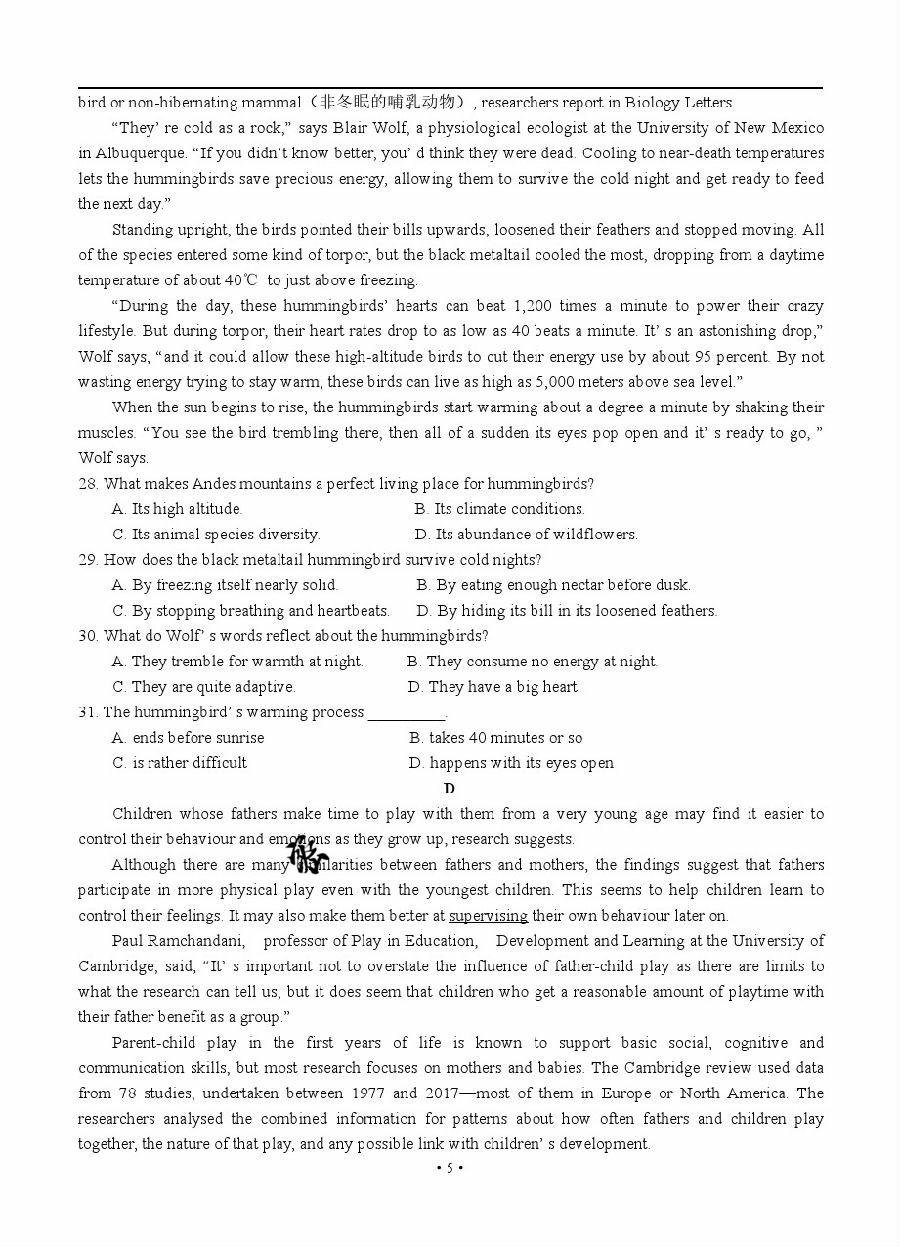 bird or non-hibernating mammal（非冬眠的哺乳动物）, researchers report in Biology Letters
“They’ re cold as a rock,” says Blair Wolf, a physiological ecologist at the University of New Mexico
in Albuquerque. “If you didn’t know better, you’ d think they were dead. Cooling to near-death temperatures
lets the hummingbirds save precious energy, allowing them to survive the cold night and get ready to feed
the next day.”
Standing upright, the birds pointed their bills upwards, loosened their feathers and stopped moving. All
of the species entered some kind of torpor, but the black metaltail cooled the most, dropping from a daytime
temperature of about 40℃ to just above freezing.
“During the day, these hummingbirds’ hearts can beat 1,200 times a minute to power their crazy
lifestyle. But during torpor, their heart rates drop to as low as 40 beats a minute. It’ s an astonishing drop,”
Wolf says, “and it could allow these high-altitude birds to cut their energy use by about 95 percent. By not
wasting energy trying to stay warm, these birds can live as high as 5,000 meters above sea level.”
When the sun begins to rise, the hummingbirds start warming about a degree a minute by shaking their
muscles. “You see the bird trembling there, then all of a sudden its eyes pop open and it’ s ready to go, ”
Wolf says.
28. What makes Andes mountains a perfect living place for hummingbirds?
A. Its high altitude. B. Its climate conditions.
C. Its animal species diversity. D. Its abundance of wildflowers.
29. How does the black metaltail hummingbird survive cold nights?
A. By freezing itself nearly solid. B. By eating enough nectar before dusk.
C. By stopping breathing and heartbeats. D. By hiding its bill in its loosened feathers.
30. What do Wolf’ s words reflect about the hummingbirds?
A. They tremble for warmth at night. B. They consume no energy at night.
C. They are quite adaptive. D. They have a big heart
31. The hummingbird’ s warming process __________.
A. ends before sunrise B. takes 40 minutes or so
C. is rather difficult D. happens with its eyes open
D
Children whose fathers make time to play with them from a very young age may find it easier to
control their behaviour and emotions as they grow up, research suggests.
Although there are many similarities between fathers and mothers, the findings suggest that fathers
participate in more physical play even with the youngest children. This seems to help children learn to
control their feelings. It may also make them better at supervising their own behaviour later on.
Paul Ramchandani, professor of Play in Education, Development and Learning at the University of
Cambridge, said, “It’ s important not to overstate the influence of father-child play as there are limits to
what the research can tell us, but it does seem that children who get a reasonable amount of playtime with
their father benefit as a group.”
Parent-child play in the first years of life is known to support basic social, cognitive and
communication skills, but most research focuses on mothers and babies. The Cambridge review used data
from 78 studies, undertaken between 1977 and 2017—most of them in Europe or North America. The
researchers analysed the combined information for patterns about how often fathers and children play
together, the nature of that play, and any possible link with children’ s development.
• 5 •